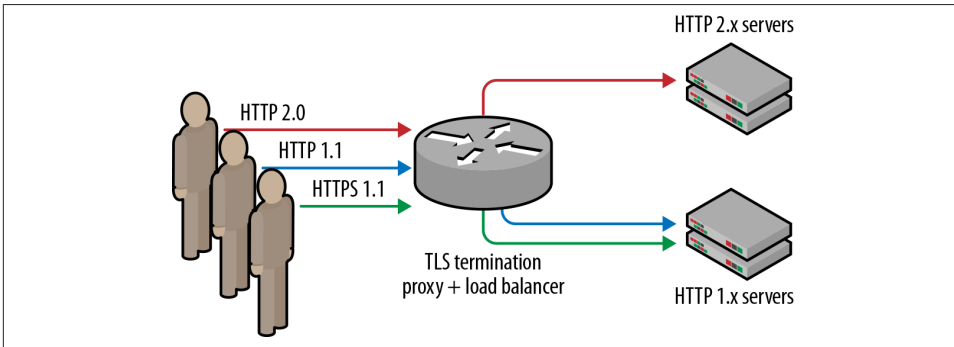 HTTP 2.x servers
HTTP 2.0
HTTP 1.1
HTTPS 1.1
TLS termination
proxy + load balancer
HTTP 1.x servers